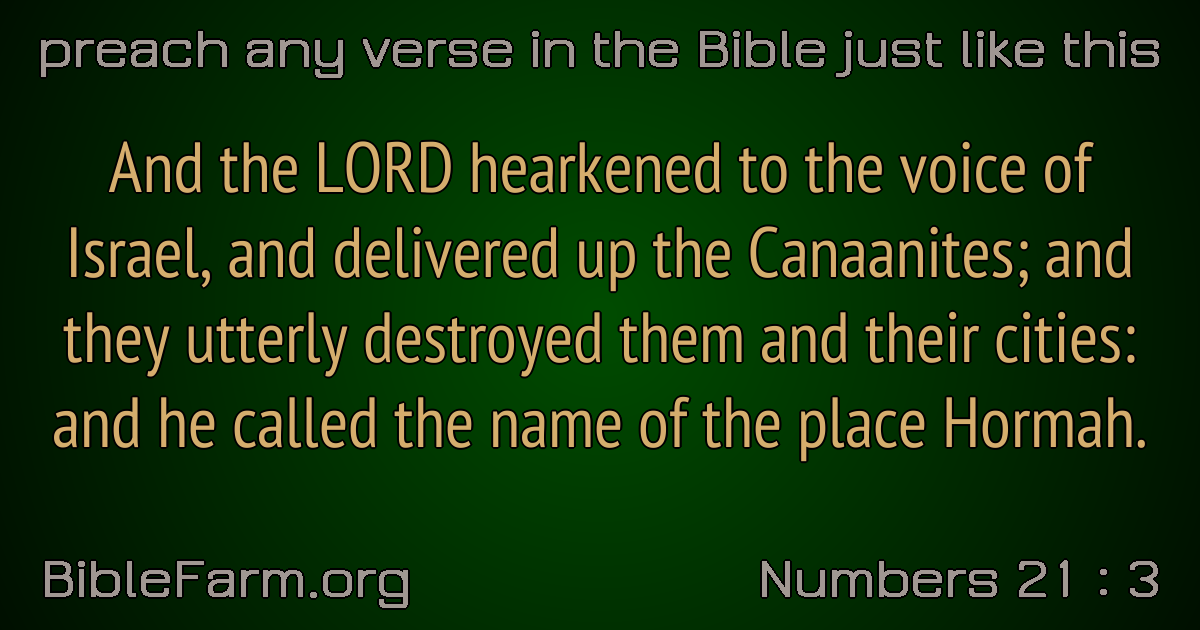 preach any verse in the Bible just like this
And the LORD hearkened to the voice of
Israel, and delivered up the Canaanites; and
they utterly destroyed them and their cities:
and he called the name of the place Hormah.
BibleFarm.org
Numbers 21 : 3